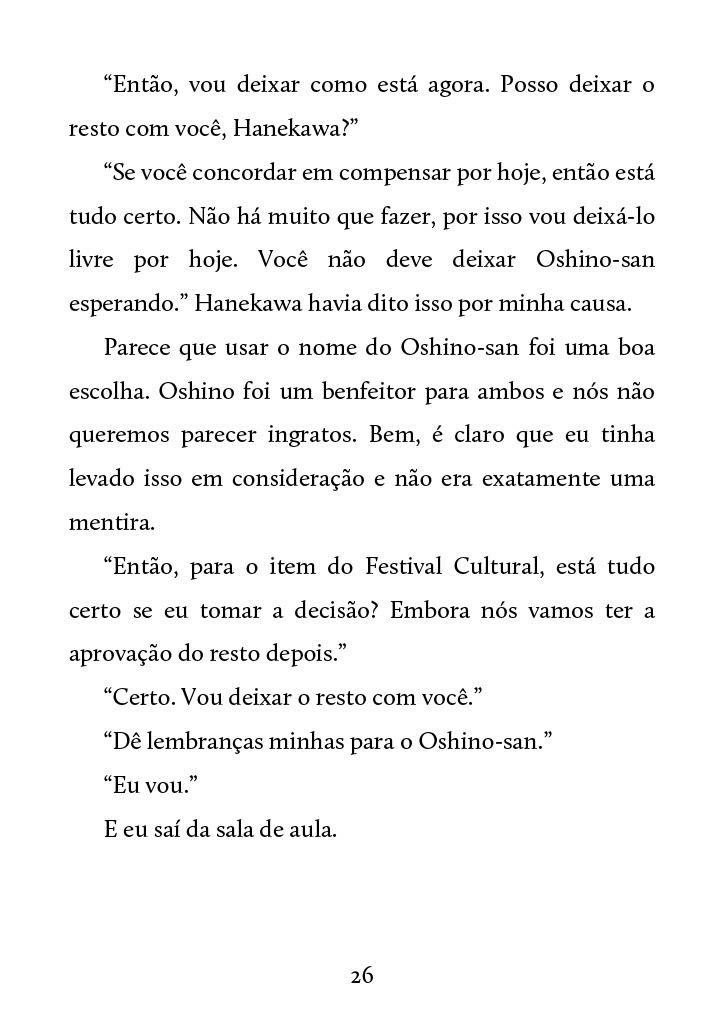 “Então, vou deixar como está agora. Posso deixar o
resto com você, Hanekawa?”
“Se você concordar em compensar por hoje, então está
tudo certo. Não há muito que fazer, por isso vou deixá-lo
livre por hoje. Você não deve deixar Oshino-san
esperando.” Hanekawa havia dito isso por minha causa.
Parece que usar o nome do Oshino-san foi uma boa
escolha. Oshino foi um benfeitor para ambos e nós não
queremos parecer ingratos. Bem, é claro que eu tinha
levado isso em consideração e não era exatamente uma
mentira.
“Então, para o item do Festival Cultural, está tudo
certo se eu tomar a decisão? Embora nós vamos ter a
aprovação do resto depois.”
“Certo. Vou deixar o resto com você.”
“Dê lembranças minhas para o Oshino-san.”
“Eu vou.”
E eu saí da sala de aula.
26